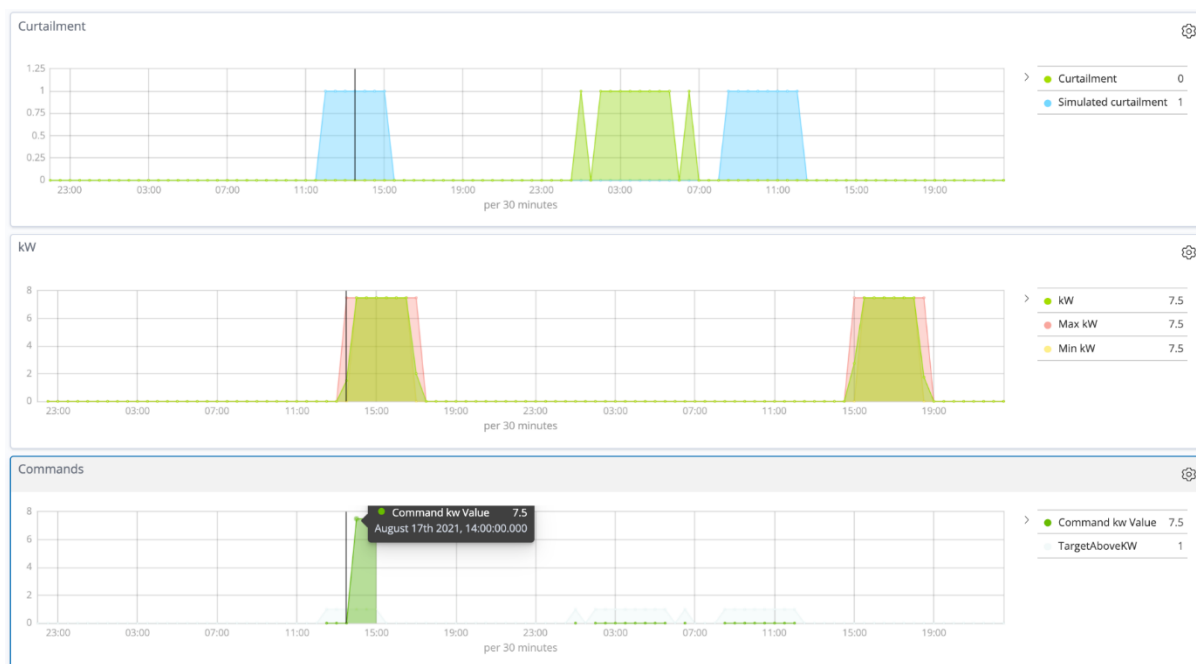 Curtailment
1.25
1
0.75
0.5
0.25
0
23:00 03:00 07:00 11:00 15:00 19:00 23:00 03:00 07:00 11:00 15:00 19:00
per 30 minutes
Curtailment 0
Simulated curtailment 1
kW
8
6
4
2
0
23:00 03:00 07:00 11:00 15:00 19:00 23:00 03:00 07:00 11:00 15:00 19:00
per 30 minutes
kW 7.5
Max kW 7.5
Min kW 7.5
Commands
8
6
4
2
0
Command kw Value 7.5
August 17th 2021, 14:00:00.000
23:00 03:00 07:00 11:00 15:00 19:00 23:00 03:00 07:00 11:00 15:00 19:00
per 30 minutes
Command kw Value 7.5
TargetAboveKW 1